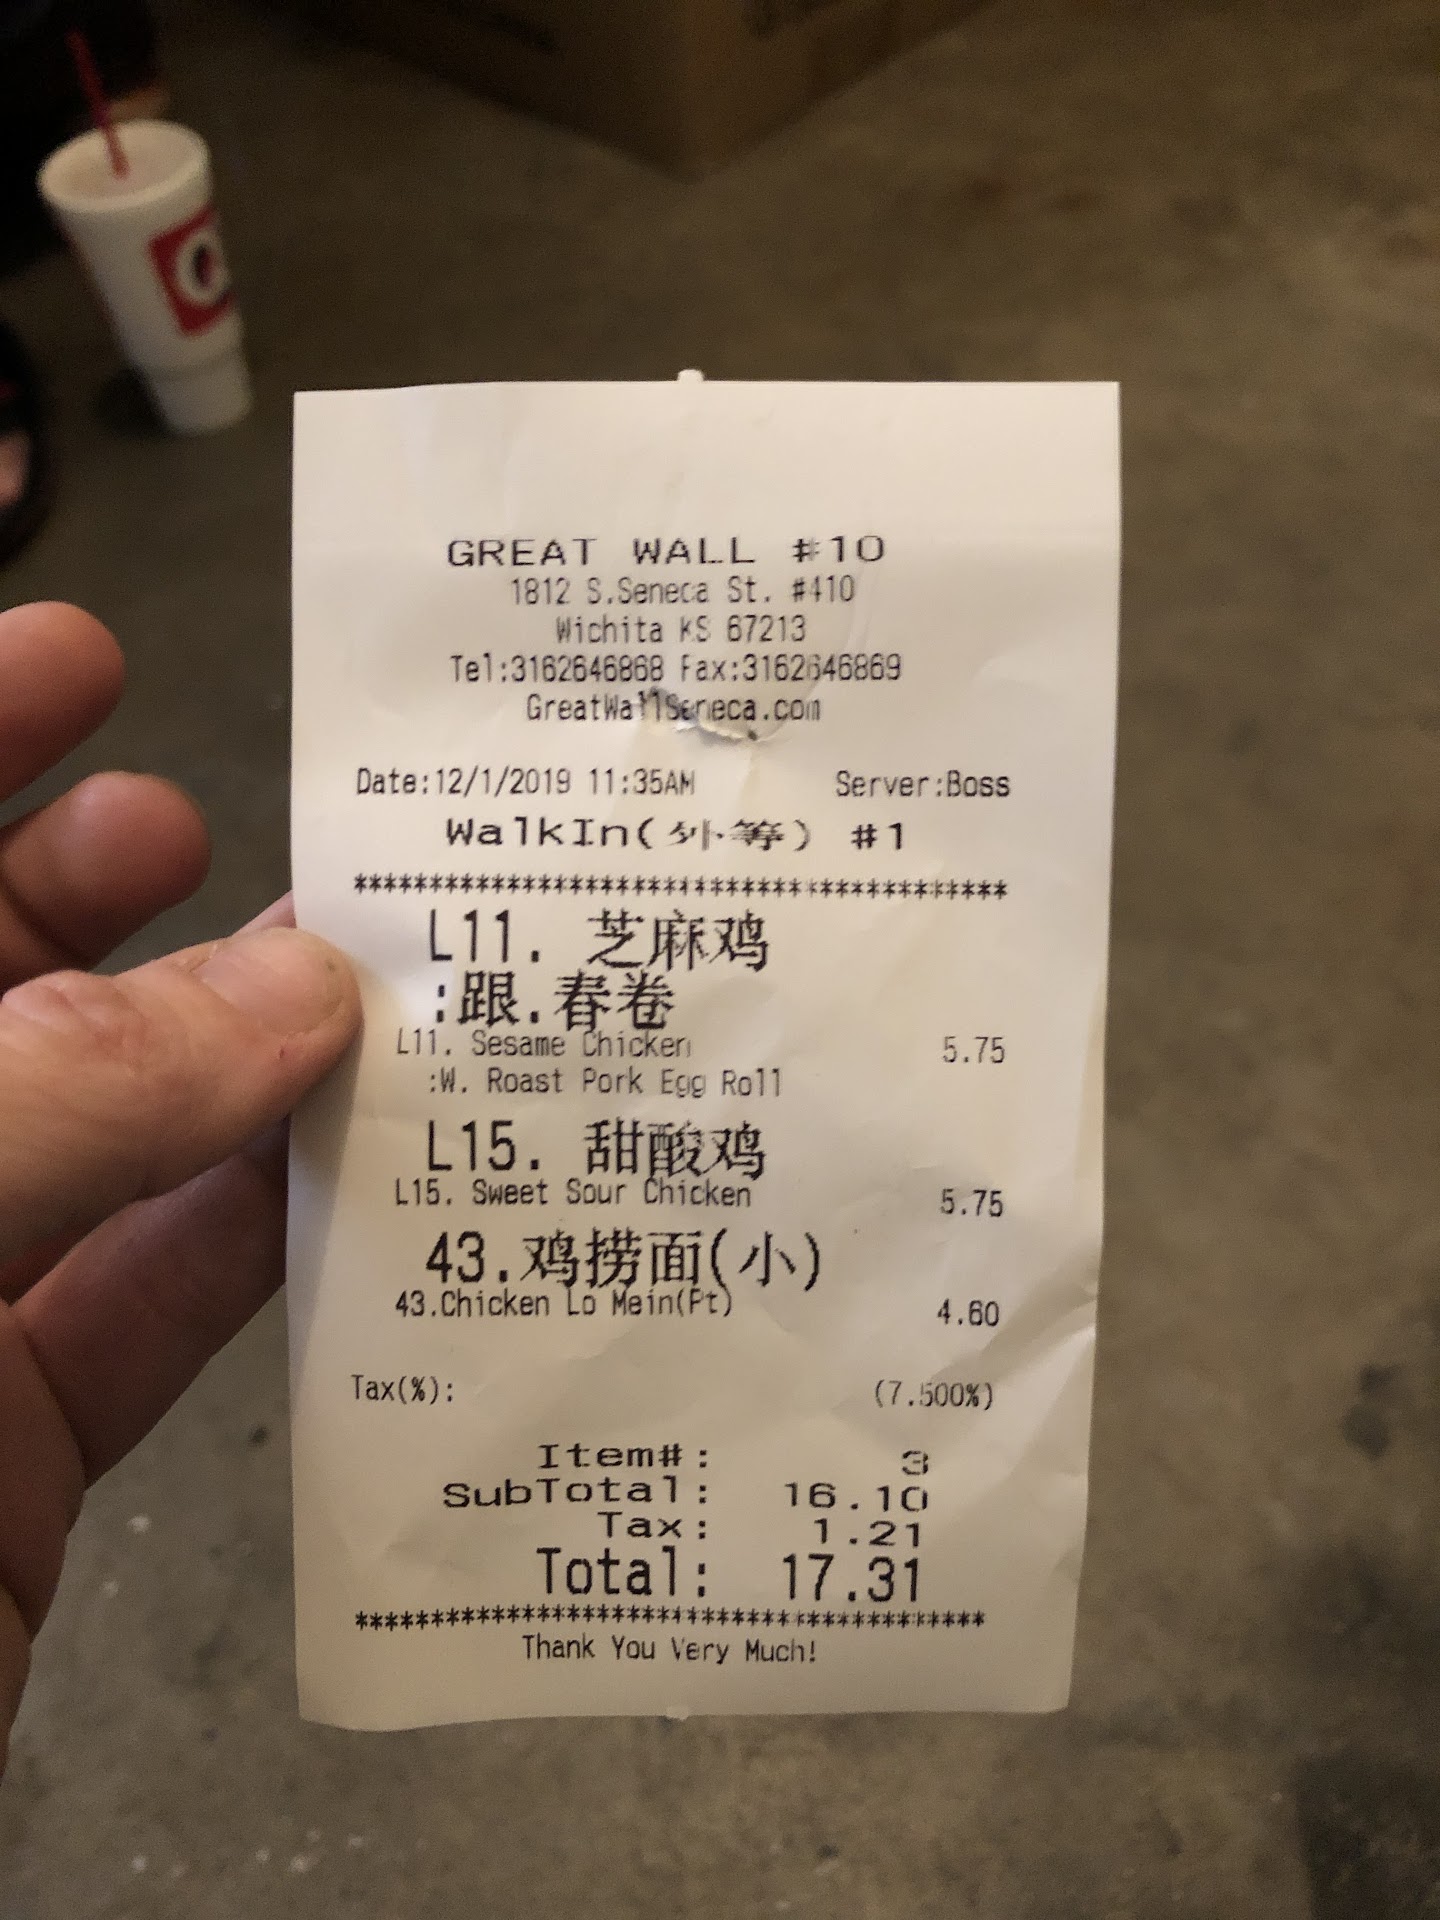 GREAT WALL #10
1812 S.Seneca St. #410
Wichita KS 67213
Tel:3162646868 Fax:3162646869
GreatWallSeneca.com
Date:12/1/2019 11:35AM Server:Boss
WalkIn(外等) #1
*******************************************
L11. 芝麻鸡
:跟.春卷
L11. Sesame Chicken 5.75
:W. Roast Pork Egg Roll
L15. 甜酸鸡
L15. Sweet Sour Chicken 5.75
43.鸡捞面(小)
43.Chicken Lo Mein(Pt) 4.60
Tax(%): (7.500%)
Item#: 3
SubTotal: 16.10
Tax: 1.21
Total: 17.31
*******************************************
Thank You Very Much!